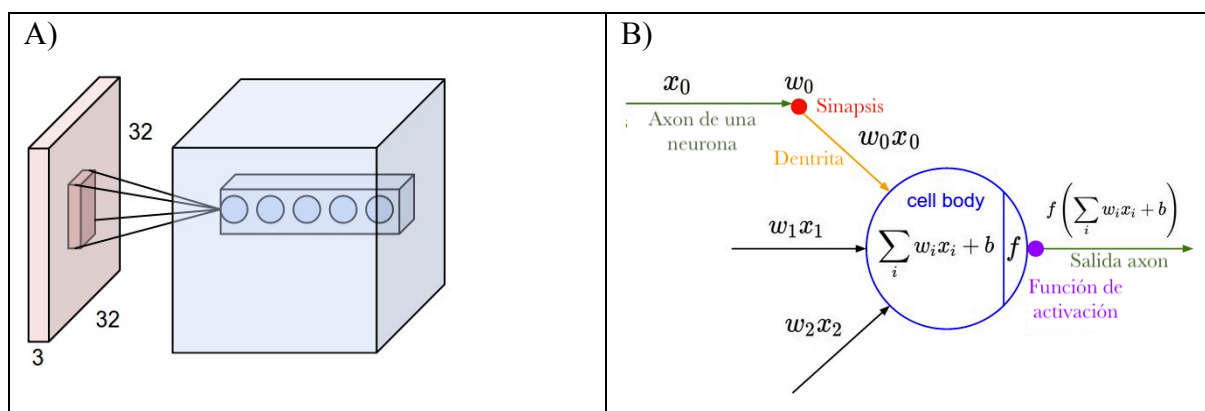 A)
32
32
3
B)
x₀
w₀
Sinapsis
Axon de una
neurona
w₀x₀
Dentrita
cell body
w₁x₁
∑ᵢ wᵢxᵢ + b
f
f(∑ᵢ wᵢxᵢ + b)
Salida axon
Función de
activación
w₂x₂